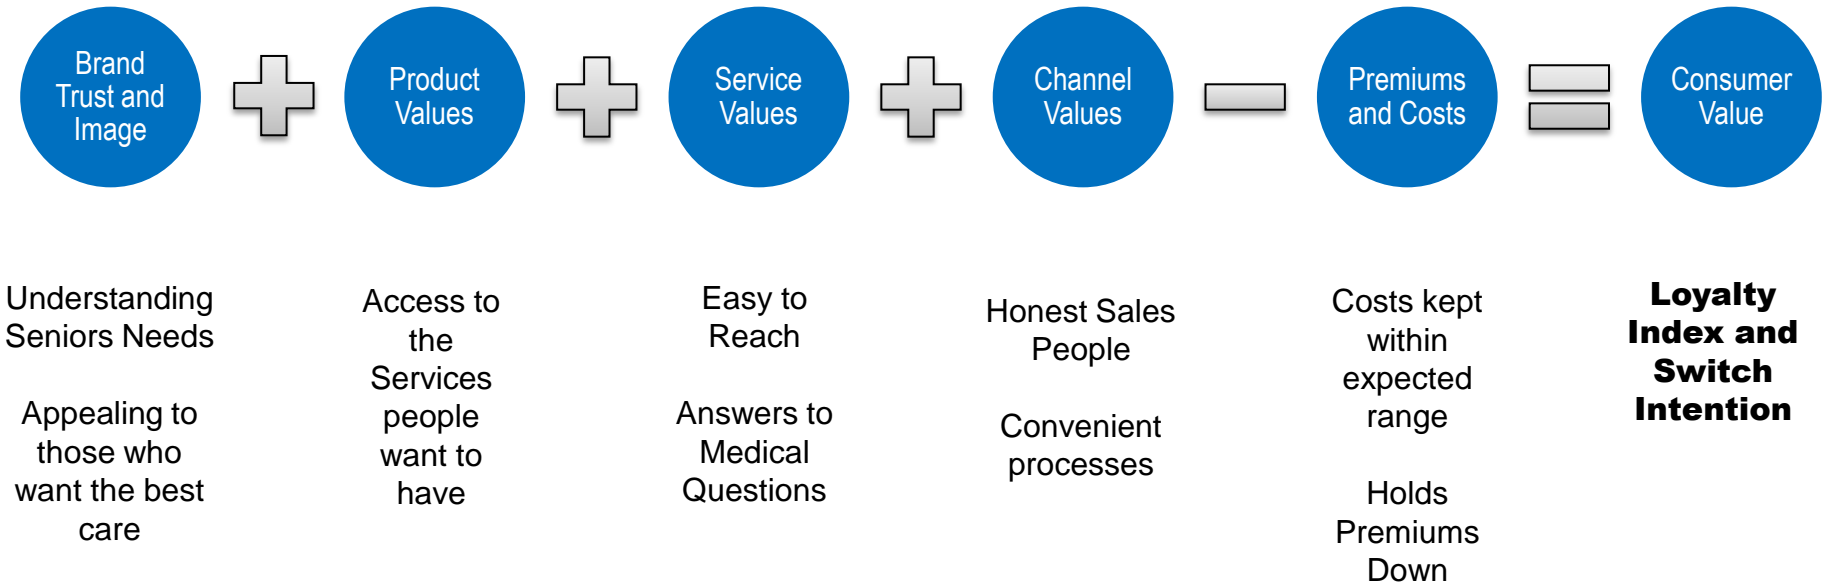 Brand
Trust and
Image
Product
Values
Service
Values
Channel
Values
Premiums
and Costs
Consumer
Value
Understanding
Seniors Needs
Appealing to
those who
want the best
care
Access to
the
Services
people
want to
have
Easy to
Reach
Answers to
Medical
Questions
Honest Sales
People
Convenient
processes
Costs kept
within
expected
range
Holds
Premiums
Down
Loyalty
Index and
Switch
Intention